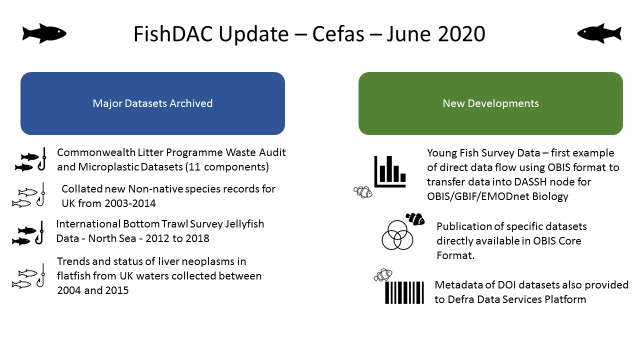 FishDAC Update – Cefas – June 2020
Major Datasets Archived
Commonwealth Litter Programme Waste Audit
and Microplastic Datasets (11 components)
Collated new Non-native species records for
UK from 2003-2014
International Bottom Trawl Survey Jellyfish
Data - North Sea - 2012 to 2018
Trends and status of liver neoplasms in
flatfish from UK waters collected between
2004 and 2015
New Developments
Young Fish Survey Data – first example
of direct data flow using OBIS format to
transfer data into DASSH node for
OBIS/GBIF/EMODnet Biology
Publication of specific datasets
directly available in OBIS Core
Format.
Metadata of DOI datasets also provided
to Defra Data Services Platform